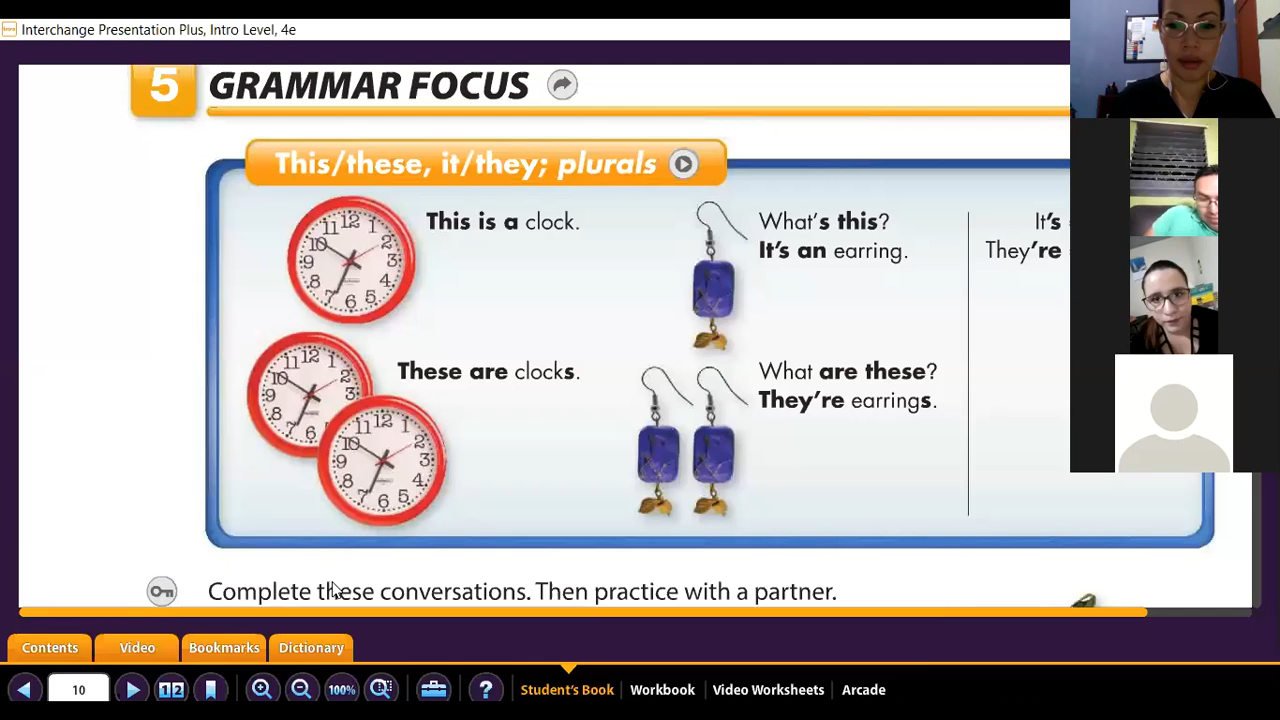 Interchange Presentation Plus, Intro Level, 4e
5 GRAMMAR FOCUS
This/these, it/they; plurals
This is a clock.
These are clocks.
What's this?
It's an earring.
What are these?
They're earrings.
It's
They're
Complete these conversations. Then practice with a partner.
Contents Video Bookmarks Dictionary
10 12 100% ? Student's Book Workbook Video Worksheets Arcade